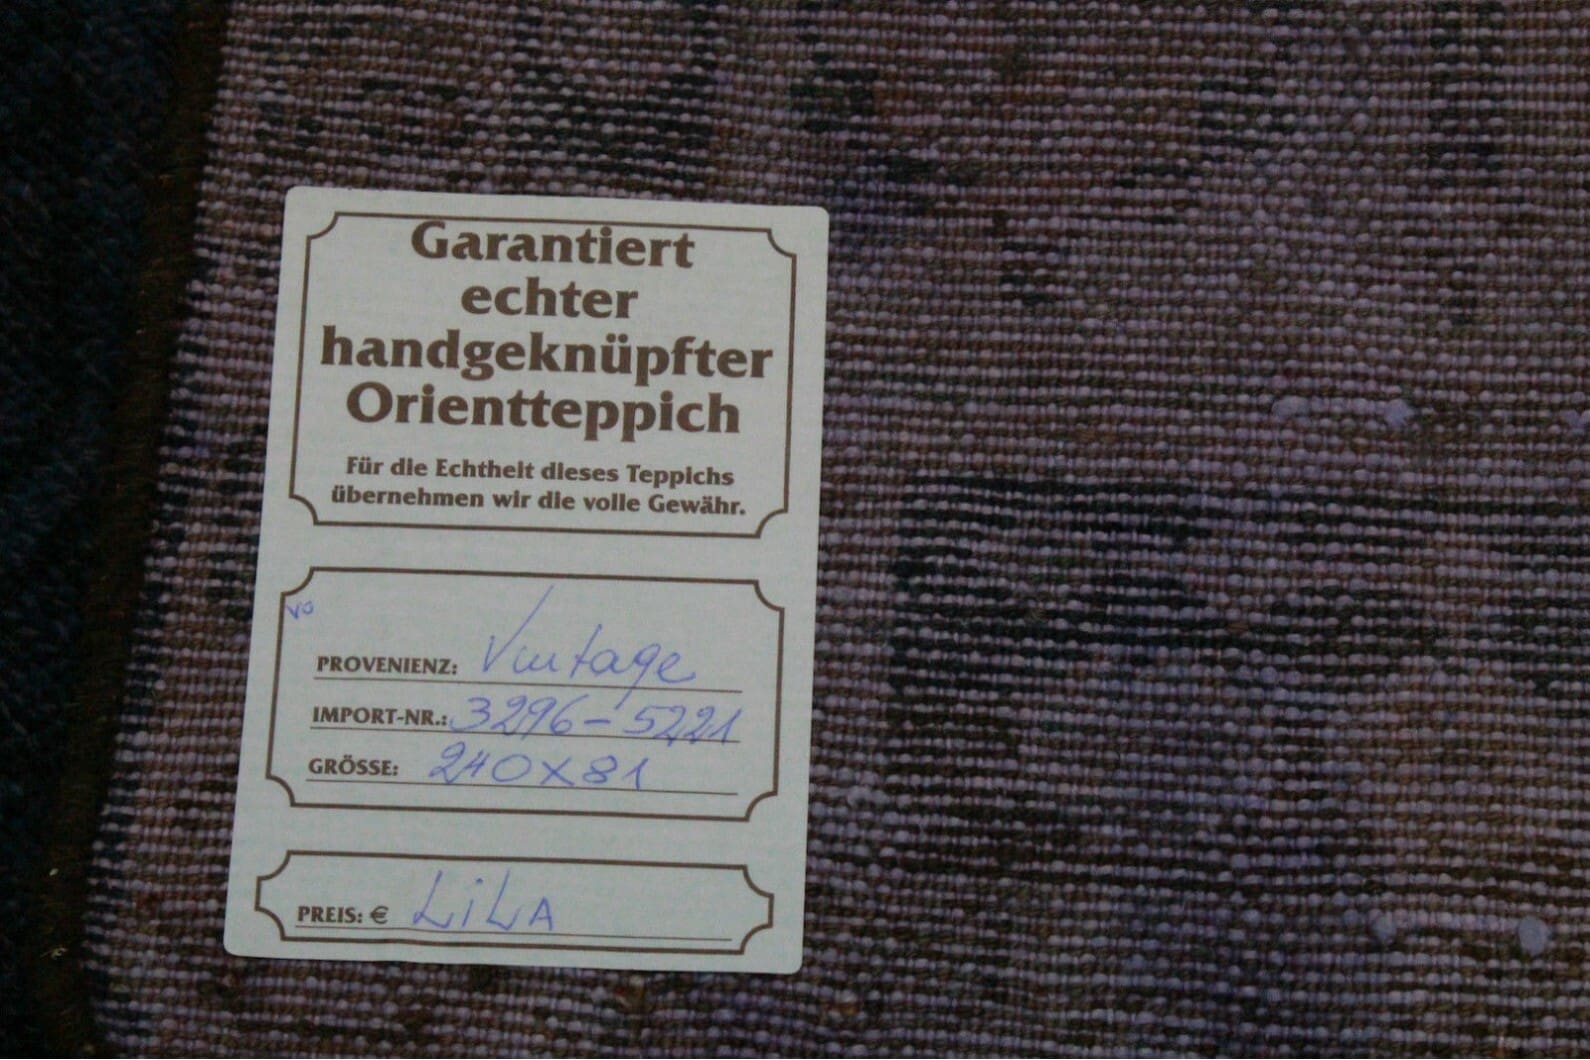 Garantiert
echter
handgeknüpfter
Orientteppich
Für die Echtheit dieses Teppichs
übernehmen wir die volle Gewähr.
PROVENIENZ: Vintage
IMPORT-NR.: 3296-5221
GRÖSSE: 240x81
PREIS: € LiLA